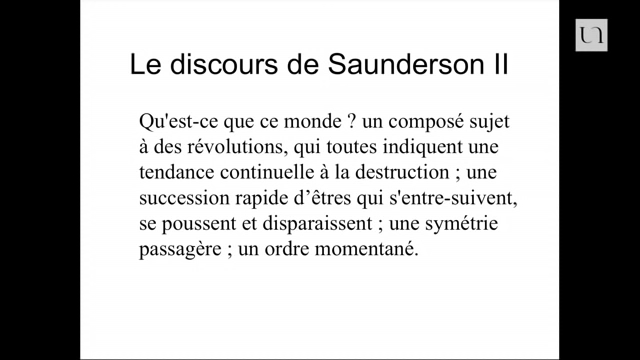 Le discours de Saunderson II
Qu'est-ce que ce monde ? un composé sujet
à des révolutions, qui toutes indiquent une
tendance continuelle à la destruction ; une
succession rapide d’êtres qui s'entre-suivent,
se poussent et disparaissent ; une symétrie
passagère ; un ordre momentané.